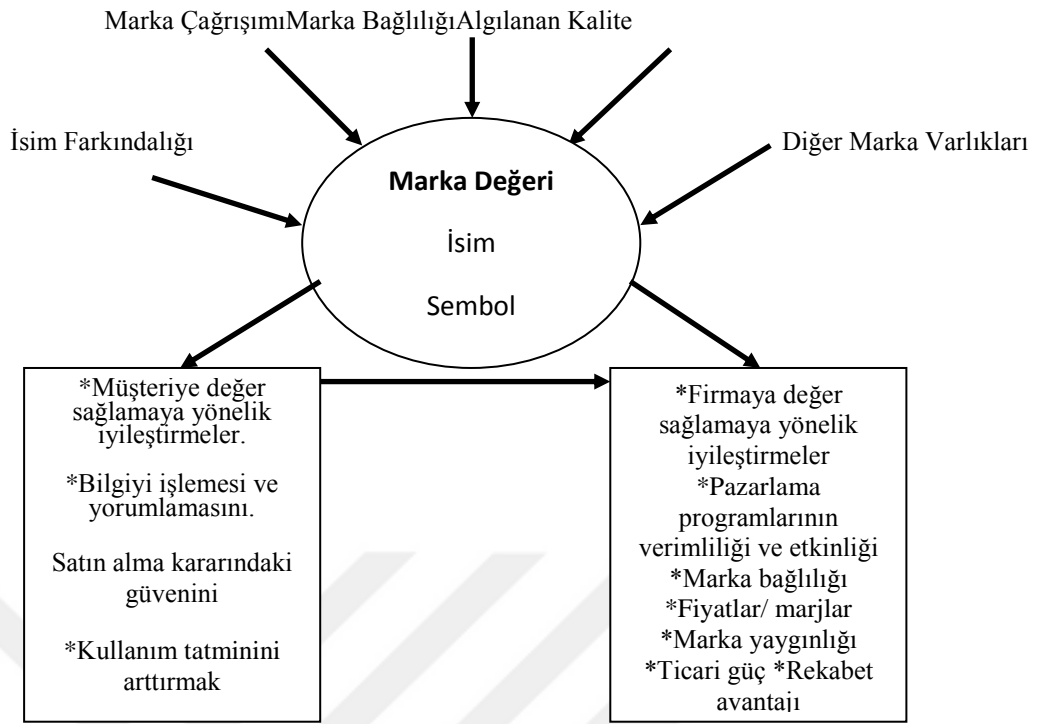 Marka ÇağrışımıMarka BağlılığıAlgılanan Kalite
İsim Farkındalığı
Diğer Marka Varlıkları
Marka Değeri
İsim
Sembol
*Müşteriye değer
sağlamaya yönelik
iyileştirmeler.
*Bilgiyi işlemesi ve
yorumlamasını.
Satın alma kararındaki
güvenini
*Kullanım tatminini
arttırmak
*Firmaya değer
sağlamaya yönelik
iyileştirmeler
*Pazarlama
programlarının
verimliliği ve etkinliği
*Marka bağlılığı
*Fiyatlar/ marjlar
*Marka yaygınlığı
*Ticari güç *Rekabet
avantajı